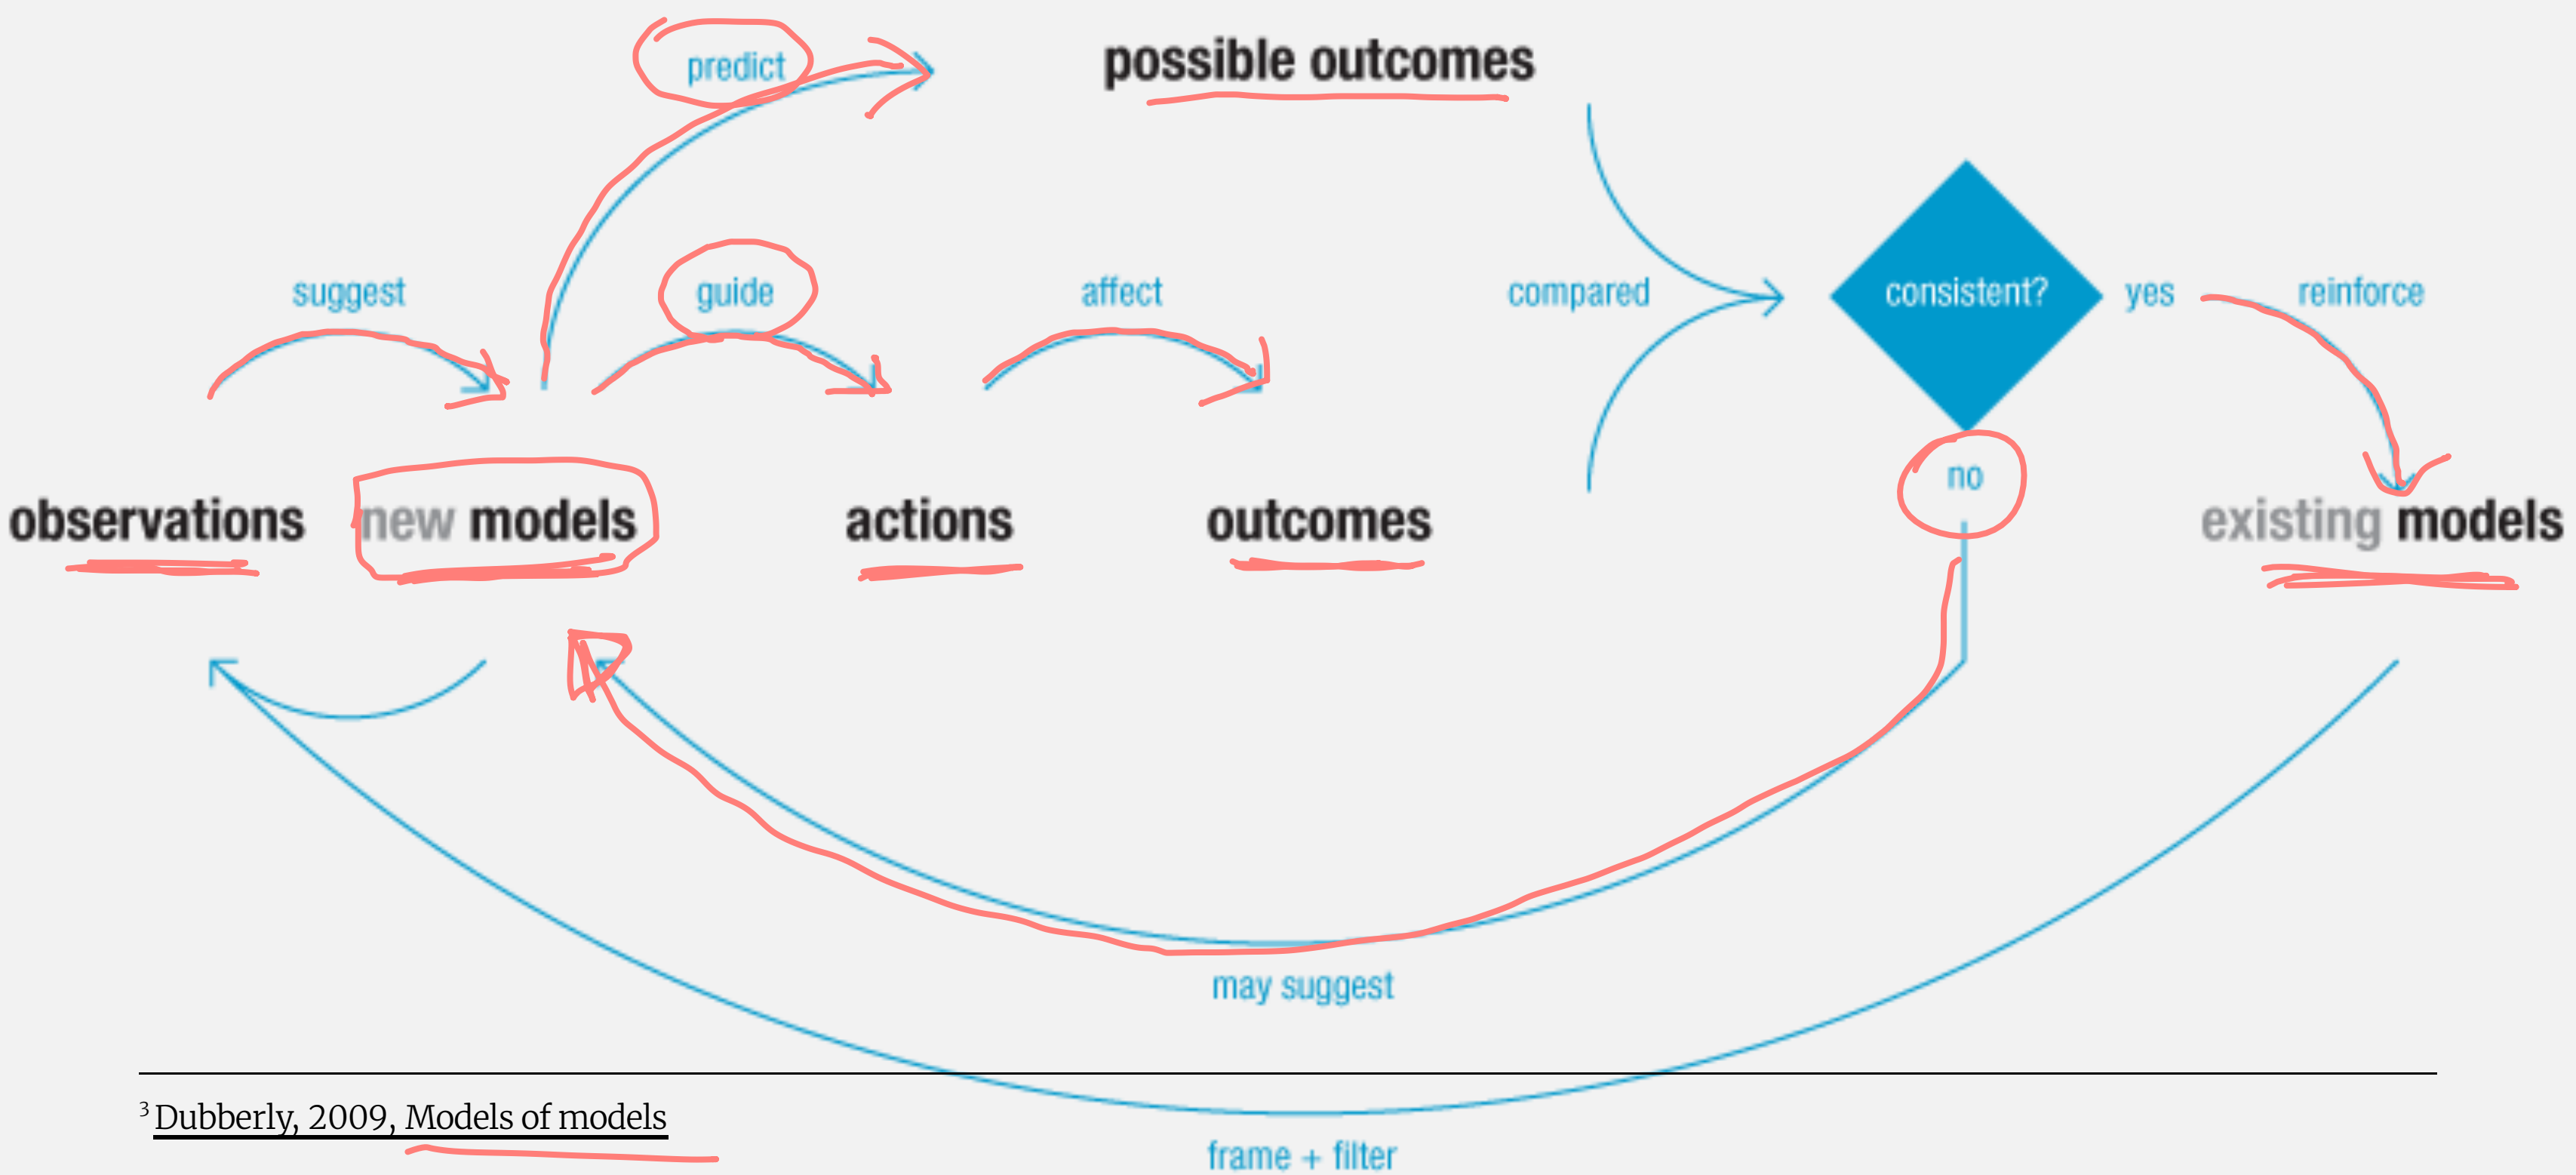 predict
possible outcomes
suggest
guide
affect
compared
consistent?
yes
reinforce
no
observations
new models
actions
outcomes
existing models
may suggest
³ Dubberly, 2009, Models of models
frame + filter